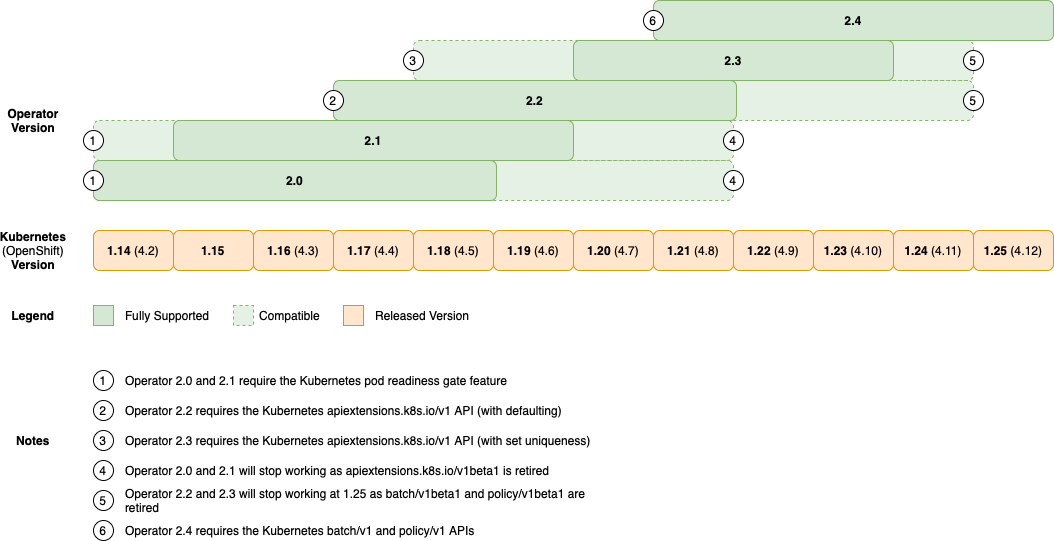 6
2.4
3
2.3
5
Operator
Version
2
2.2
5
1
2.1
4
1
2.0
4
Kubernetes
(OpenShift)
Version
1.14 (4.2)
1.15
1.16 (4.3)
1.17 (4.4)
1.18 (4.5)
1.19 (4.6)
1.20 (4.7)
1.21 (4.8)
1.22 (4.9)
1.23 (4.10)
1.24 (4.11)
1.25 (4.12)
Legend
Fully Supported
Compatible
Released Version
Notes
1 Operator 2.0 and 2.1 require the Kubernetes pod readiness gate feature
2 Operator 2.2 requires the Kubernetes apiextensions.k8s.io/v1 API (with defaulting)
3 Operator 2.3 requires the Kubernetes apiextensions.k8s.io/v1 API (with set uniqueness)
4 Operator 2.0 and 2.1 will stop working as apiextensions.k8s.io/v1beta1 is retired
5 Operator 2.2 and 2.3 will stop working at 1.25 as batch/v1beta1 and policy/v1beta1 are
retired
6 Operator 2.4 requires the Kubernetes batch/v1 and policy/v1 APIs